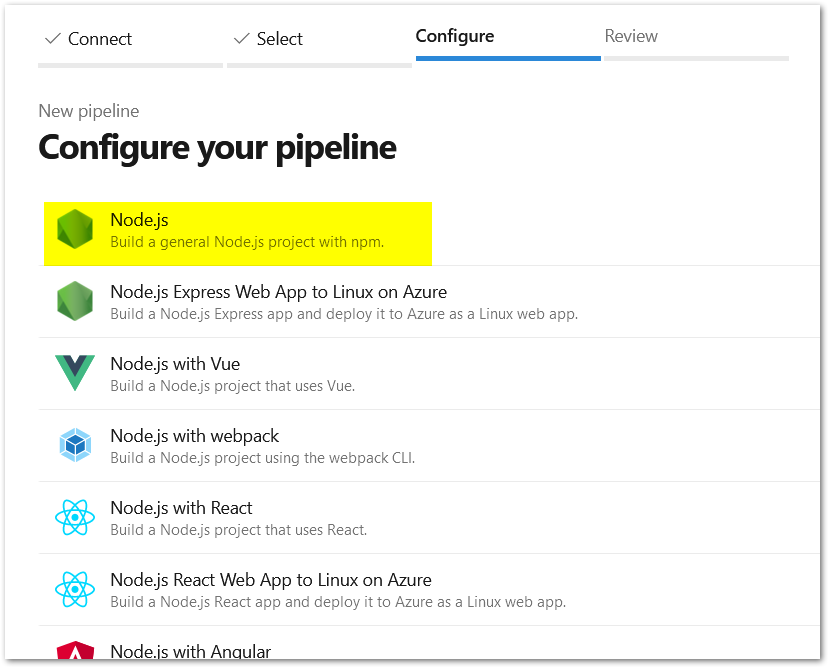 Connect
Select
Configure
Review
New pipeline
Configure your pipeline
Node.js
Build a general Node.js project with npm.
Node.js Express Web App to Linux on Azure
Build a Node.js Express app and deploy it to Azure as a Linux web app.
Node.js with Vue
Build a Node.js project that uses Vue.
Node.js with webpack
Build a Node.js project using the webpack CLI.
Node.js with React
Build a Node.js project that uses React.
Node.js React Web App to Linux on Azure
Build a Node.js React app and deploy it to Azure as a Linux web app.
Node.js with Angular